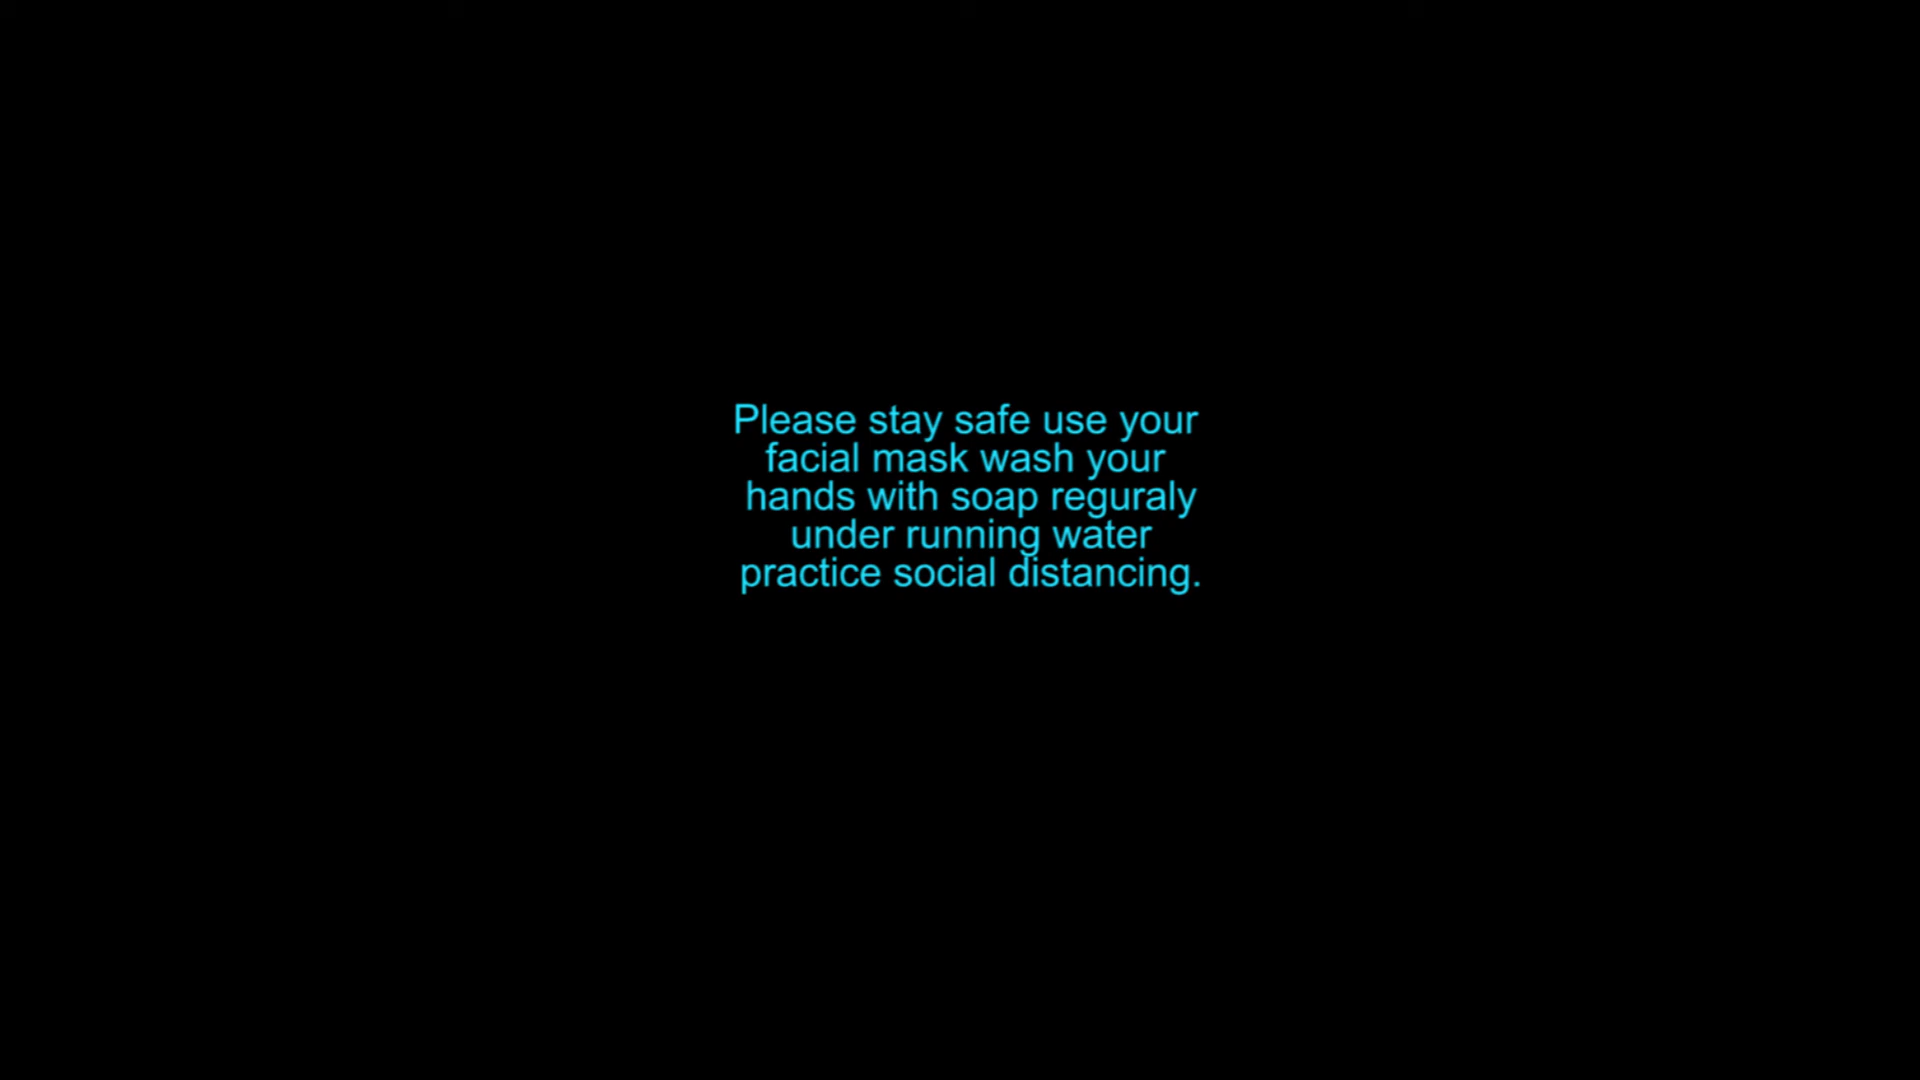 Please stay safe use your
facial mask wash your
hands with soap reguraly
under running water
practice social distancing.